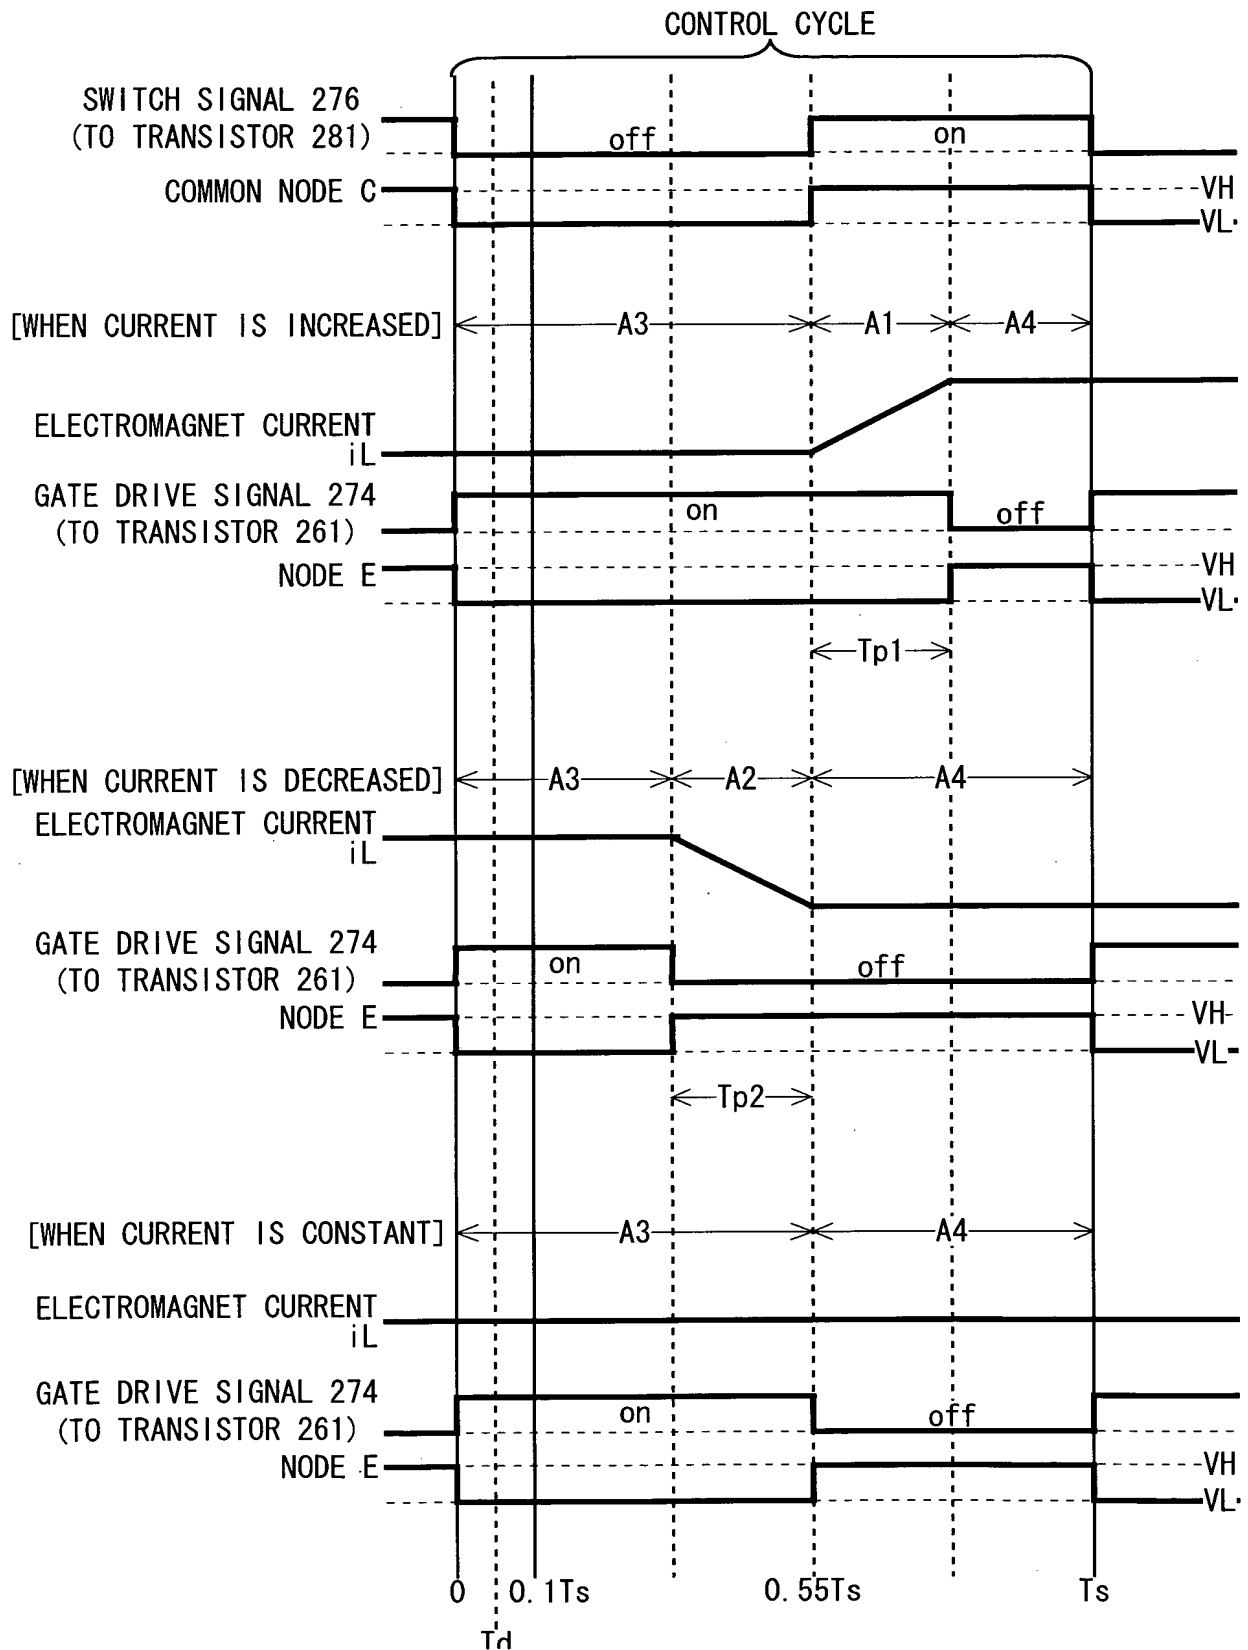 CONTROL CYCLE
SWITCH SIGNAL 276
(TO TRANSISTOR 281)
off
on
COMMON NODE C
VH
VL
[WHEN CURRENT IS INCREASED]
A3
A1
A4
ELECTROMAGNET CURRENT
iL
GATE DRIVE SIGNAL 274
(TO TRANSISTOR 261)
on
off
NODE E
VH
VL
Tp1
[WHEN CURRENT IS DECREASED]
A3
A2
A4
ELECTROMAGNET CURRENT
iL
GATE DRIVE SIGNAL 274
(TO TRANSISTOR 261)
on
off
NODE E
VH
VL
Tp2
[WHEN CURRENT IS CONSTANT]
A3
A4
ELECTROMAGNET CURRENT
iL
GATE DRIVE SIGNAL 274
(TO TRANSISTOR 261)
on
off
NODE E
VH
VL
0
0.1Ts
0.55Ts
Ts
Td